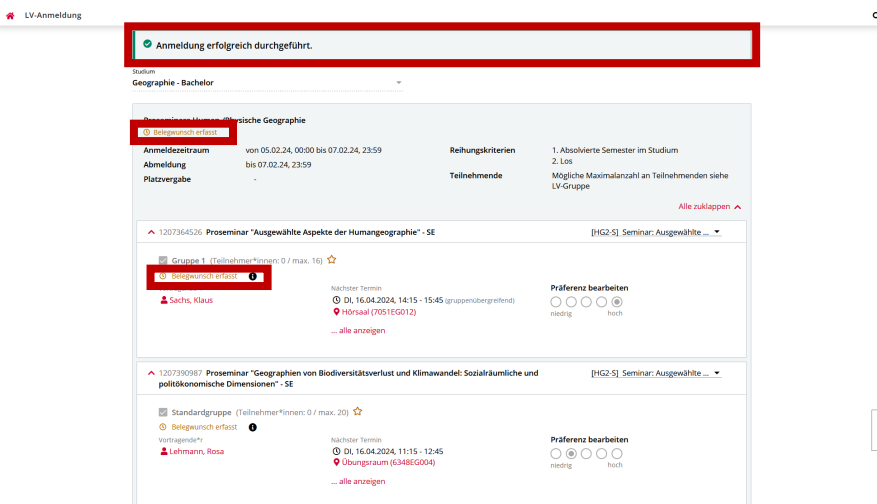 LV-Anmeldung
Anmeldung erfolgreich durchgeführt.
Studium
Geographie - Bachelor
Proseminare Human-/Physische Geographie
Belegwunsch erfasst
Anmeldezeitraum von 05.02.24, 00:00 bis 07.02.24, 23:59
Abmeldung bis 07.02.24, 23:59
Platzvergabe -
Reihungskriterien 1. Absolvierte Semester im Studium
2. Los
Teilnehmende Mögliche Maximalanzahl an Teilnehmenden siehe
LV-Gruppe
Alle zuklappen
1207364526 Proseminar "Ausgewählte Aspekte der Humangeographie" - SE
[HG2-S] Seminar: Ausgewählte ...
Gruppe 1 (Teilnehmer*innen: 0 / max. 16)
Belegwunsch erfasst
Sachs, Klaus
Nächster Termin
DI, 16.04.2024, 14:15 - 15:45 (gruppenübergreifend)
Hörsaal (7051EG012)
... alle anzeigen
Präferenz bearbeiten
niedrig hoch
1207390987 Proseminar "Geographien von Biodiversitätsverlust und Klimawandel: Sozialräumliche und
politökonomische Dimensionen" - SE
[HG2-S] Seminar: Ausgewählte ...
Standardgruppe (Teilnehmer*innen: 0 / max. 20)
Belegwunsch erfasst
Vortragende*r
Lehmann, Rosa
Nächster Termin
DI, 16.04.2024, 11:15 - 12:45
Übungsraum (6348EG004)
... alle anzeigen
Präferenz bearbeiten
niedrig hoch